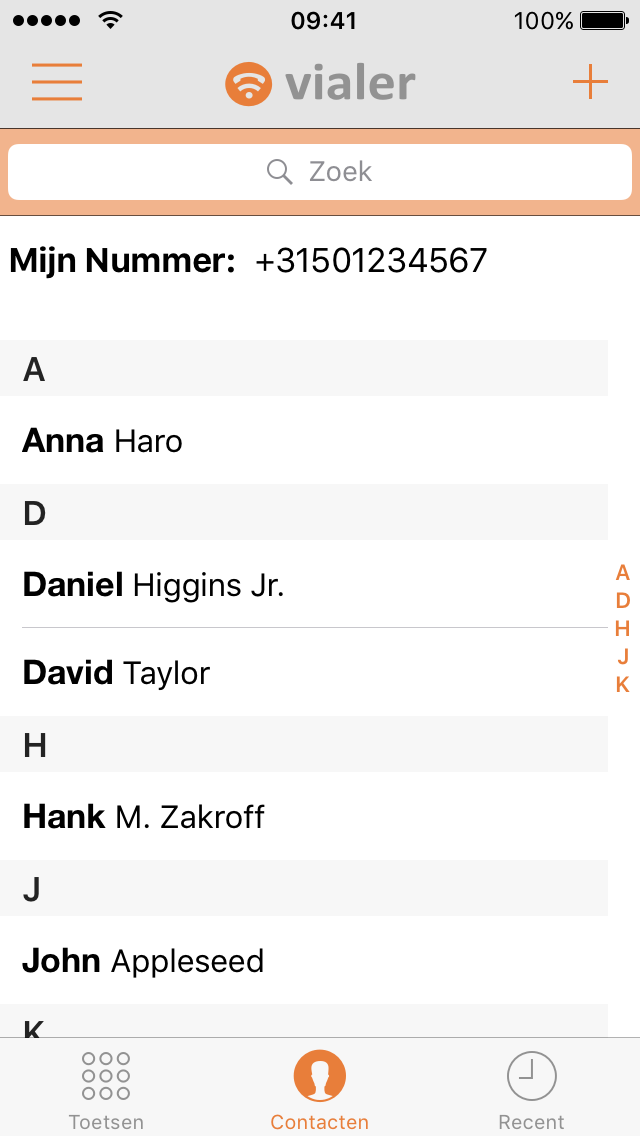 09:41
100%
vialer
Zoek
Mijn Nummer: +31501234567
A
Anna Haro
D
Daniel Higgins Jr.
A
D
H
J
K
David Taylor
H
Hank M. Zakroff
J
John Appleseed
K
Toetsen
Contacten
Recent